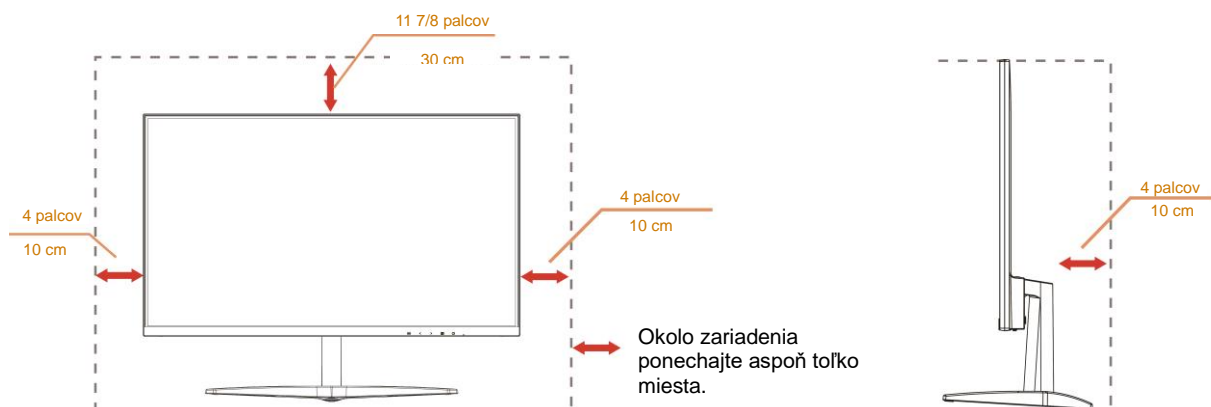 11 7/8 palcov
30 cm
4 palcov
10 cm
4 palcov
10 cm
4 palcov
10 cm
Okolo zariadenia
ponechajte aspoň toľko
miesta.